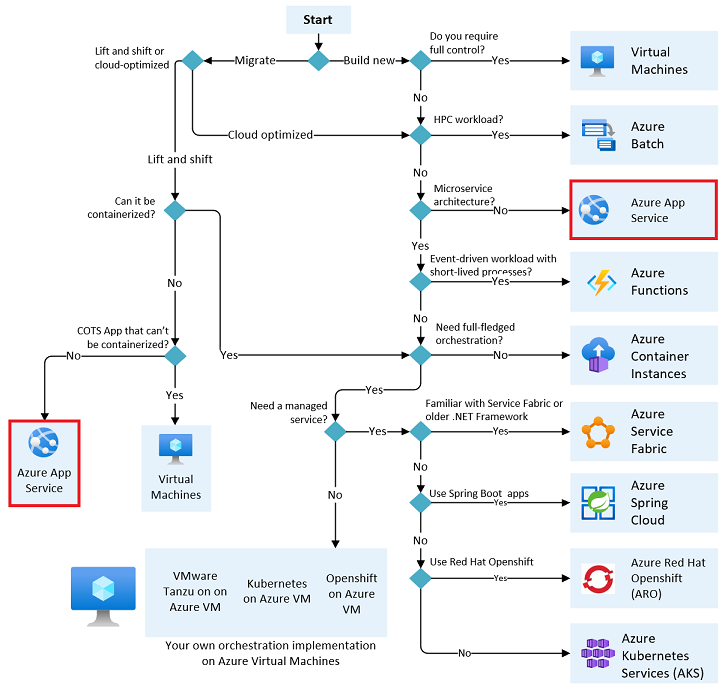 Start
Lift and shift or
cloud-optimized
Migrate
Build new
Do you require
full control?
Yes
Virtual
Machines
No
Cloud optimized
HPC workload?
Yes
Azure
Batch
Lift and shift
No
Can it be
containerized?
Microservice
architecture?
No
Azure App
Service
Yes
Event-driven workload with
short-lived processes?
Yes
Azure
Functions
No
No
COTS App that can't
be containerized?
No
Yes
Need full-fledged
orchestration?
No
Azure
Container
Instances
Yes
Yes
Azure App
Service
Virtual
Machines
Need a managed
service?
Yes
Familiar with Service Fabric or
older .NET Framework
Yes
Azure
Service
Fabric
No
No
Use Spring Boot apps
Yes
Azure
Spring
Cloud
No
Use Red Hat Openshift
Yes
Azure Red Hat
Openshift
(ARO)
No
Azure
Kubernetes
Services (AKS)
VMware
Tanzu on on
Azure VM
Kubernetes
on Azure VM
Openshift
on Azure
VM
Your own orchestration implementation
on Azure Virtual Machines